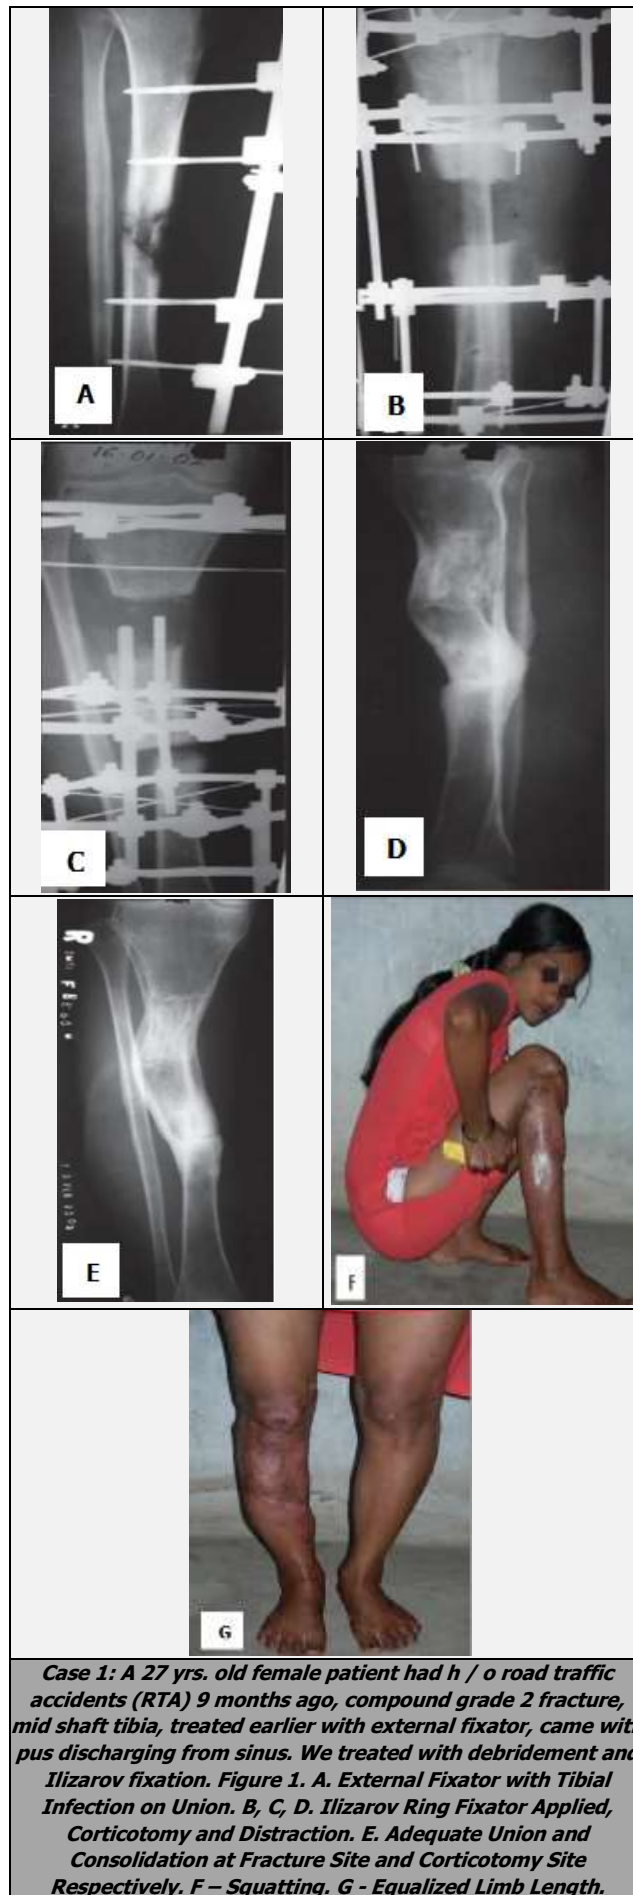 A
B
16-01-02
C
D
R
E
F
G
Case 1: A 27 yrs. old female patient had h / o road traffic
accidents (RTA) 9 months ago, compound grade 2 fracture,
mid shaft tibia, treated earlier with external fixator, came with
pus discharging from sinus. We treated with debridement and
Ilizarov fixation. Figure 1. A. External Fixator with Tibial
Infection on Union. B, C, D. Ilizarov Ring Fixator Applied,
Corticotomy and Distraction. E. Adequate Union and
Consolidation at Fracture Site and Corticotomy Site
Respectively. F – Squatting. G - Equalized Limb Length.